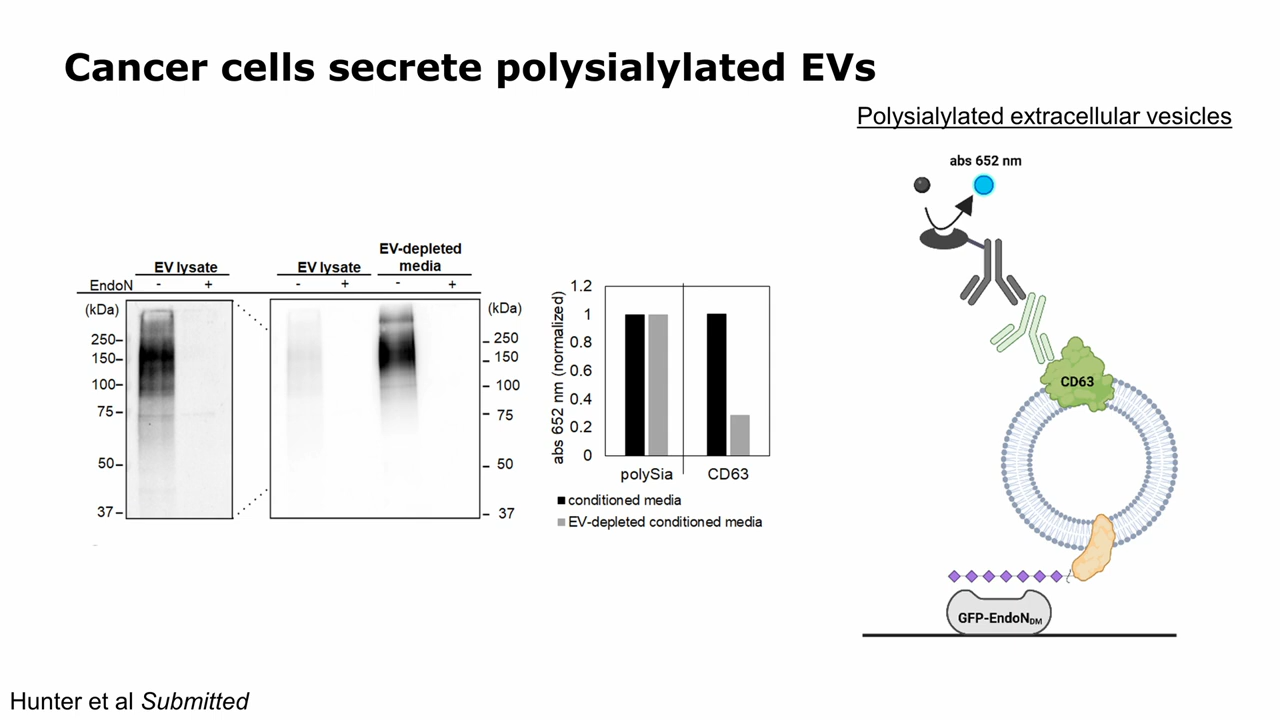 Cancer cells secrete polysialylated EVs
Polysialylated extracellular vesicles
abs 652 nm
EV-depleted
media
EV lysate
EV lysate
EndoN
-
+
-
+
-
+
(kDa)
250
150
100
75
50
37
(kDa)
250
150
100
75
50
37
abs 652 nm (normalized)
1.2
1
0.8
0.6
0.4
0.2
0
polySia
CD63
conditioned media
EV-depleted conditioned media
CD63
GFP-EndoNDM
Hunter et al Submitted